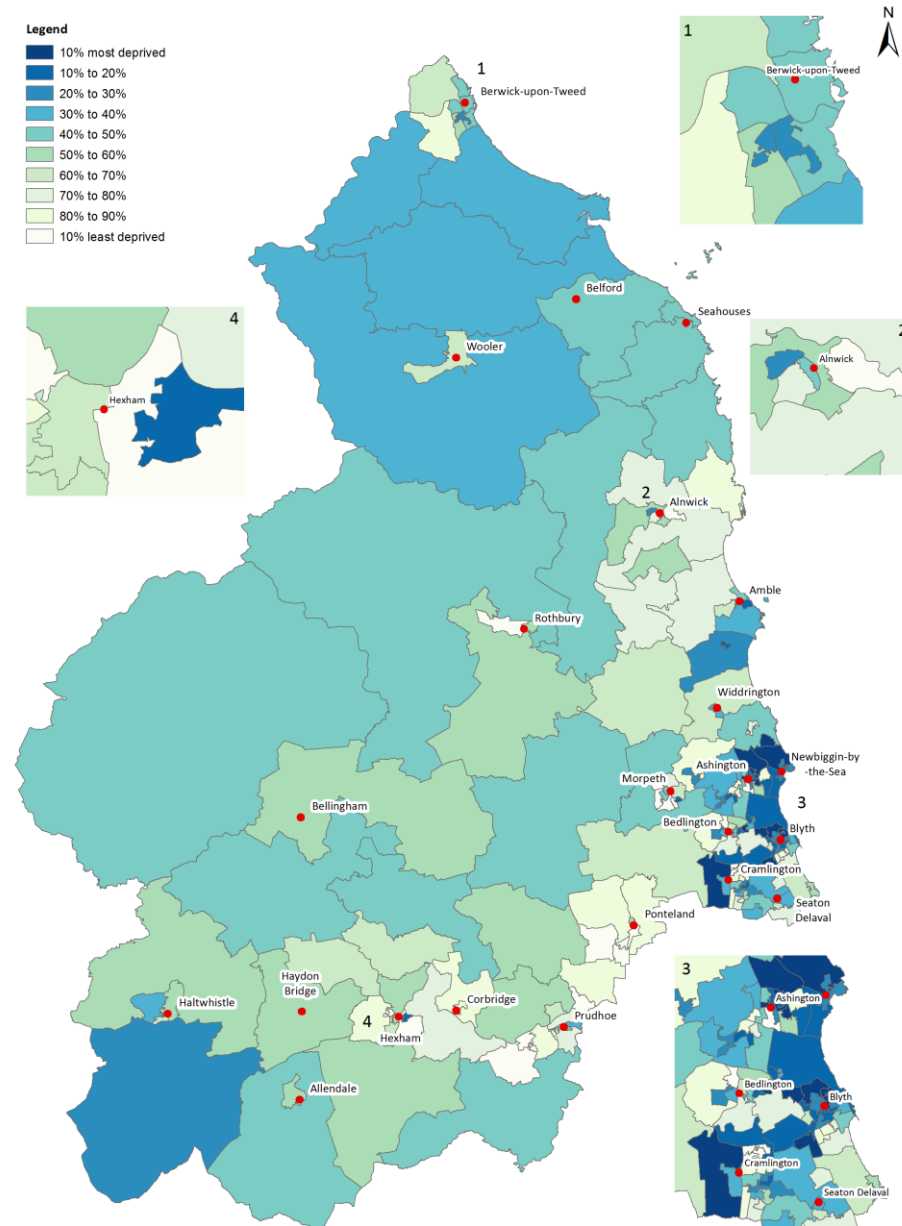 Legend
10% most deprived
10% to 20%
20% to 30%
30% to 40%
40% to 50%
50% to 60%
60% to 70%
70% to 80%
80% to 90%
10% least deprived
N
1
Berwick-upon-Tweed
1
Berwick-upon-Tweed
Belford
Seahouses
Wooler
4
Hexham
2
Alnwick
2
Alnwick
Amble
Rothbury
Widdrington
Ashington
Newbiggin-by
-the-Sea
Morpeth
3
Bellingham
Bedlington
Blyth
Cramlington
Seaton
Delaval
Ponteland
Haydon
Bridge
Haltwhistle
Corbridge
4
Hexham
Prudhoe
Allendale
3
Ashington
Bedlington
Blyth
Cramlington
Seaton Delaval